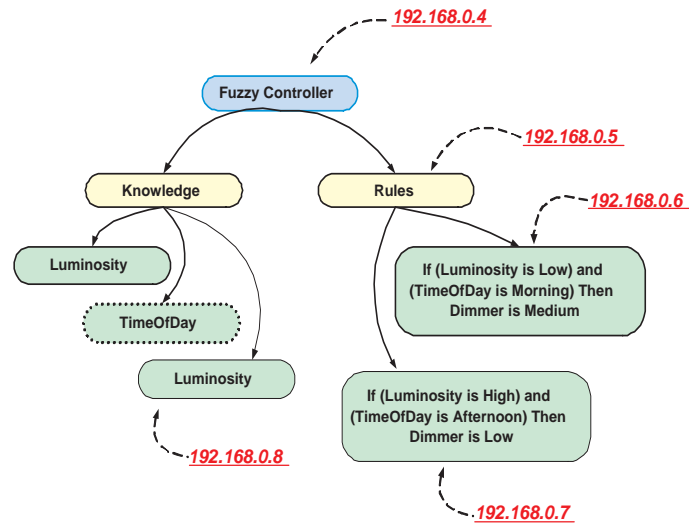 192.168.0.4
Fuzzy Controller
192.168.0.5
Knowledge
Rules
192.168.0.6
Luminosity
If (Luminosity is Low) and
(TimeOfDay is Morning) Then
Dimmer is Medium
TimeOfDay
Luminosity
If (Luminosity is High) and
(TimeOfDay is Afternoon) Then
Dimmer is Low
192.168.0.8
192.168.0.7